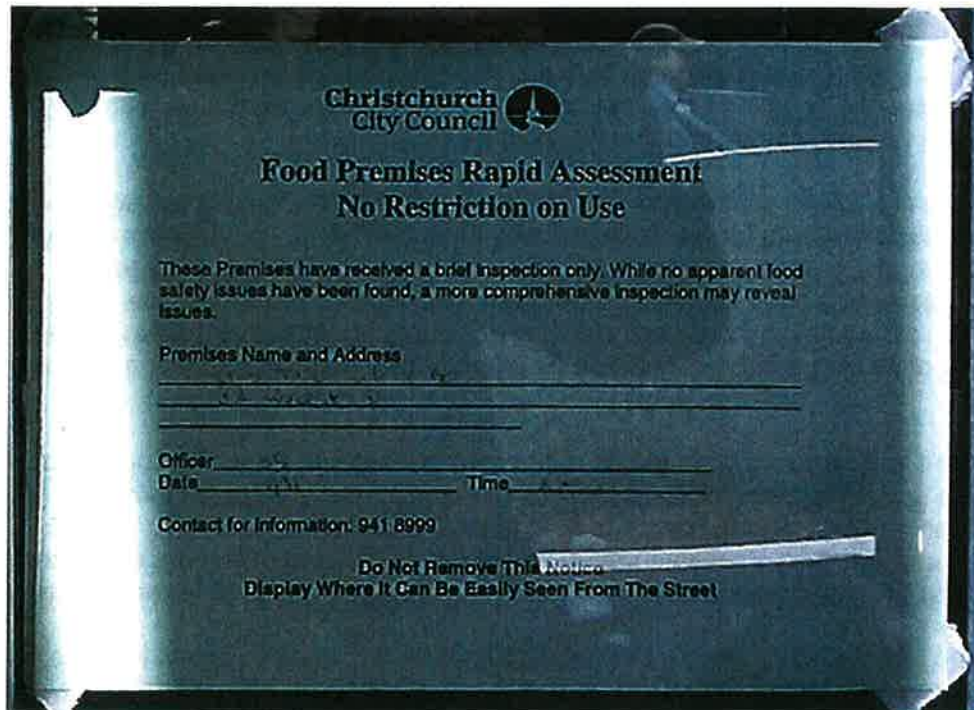 Christchurch
City Council
Food Premises Rapid Assessment
No Restriction on Use
These Premises have received a brief inspection only. While no apparent food
safety issues have been found, a more comprehensive inspection may reveal
issues.
Premises Name and Address
Officer
Date Time
Contact for Information: 941 8999
Do Not Remove This Notice
Display Where It Can Be Easily Seen From The Street